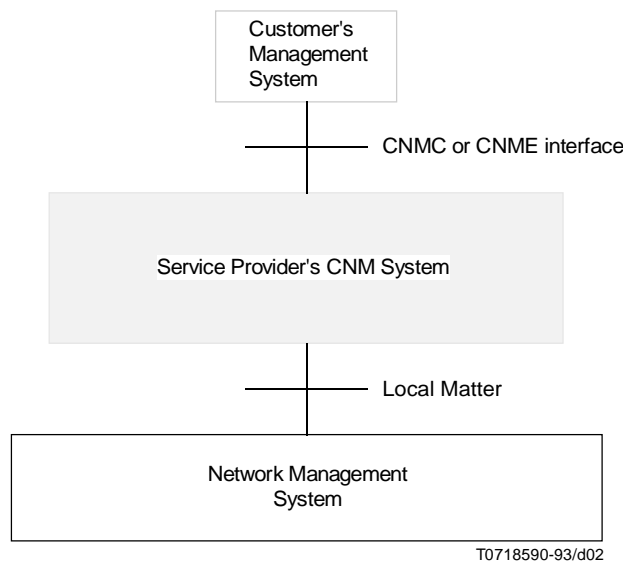 Customer's
Management
System
CNMC or CNME interface
Service Provider's CNM System
Local Matter
Network Management
System
T0718590-93/d02